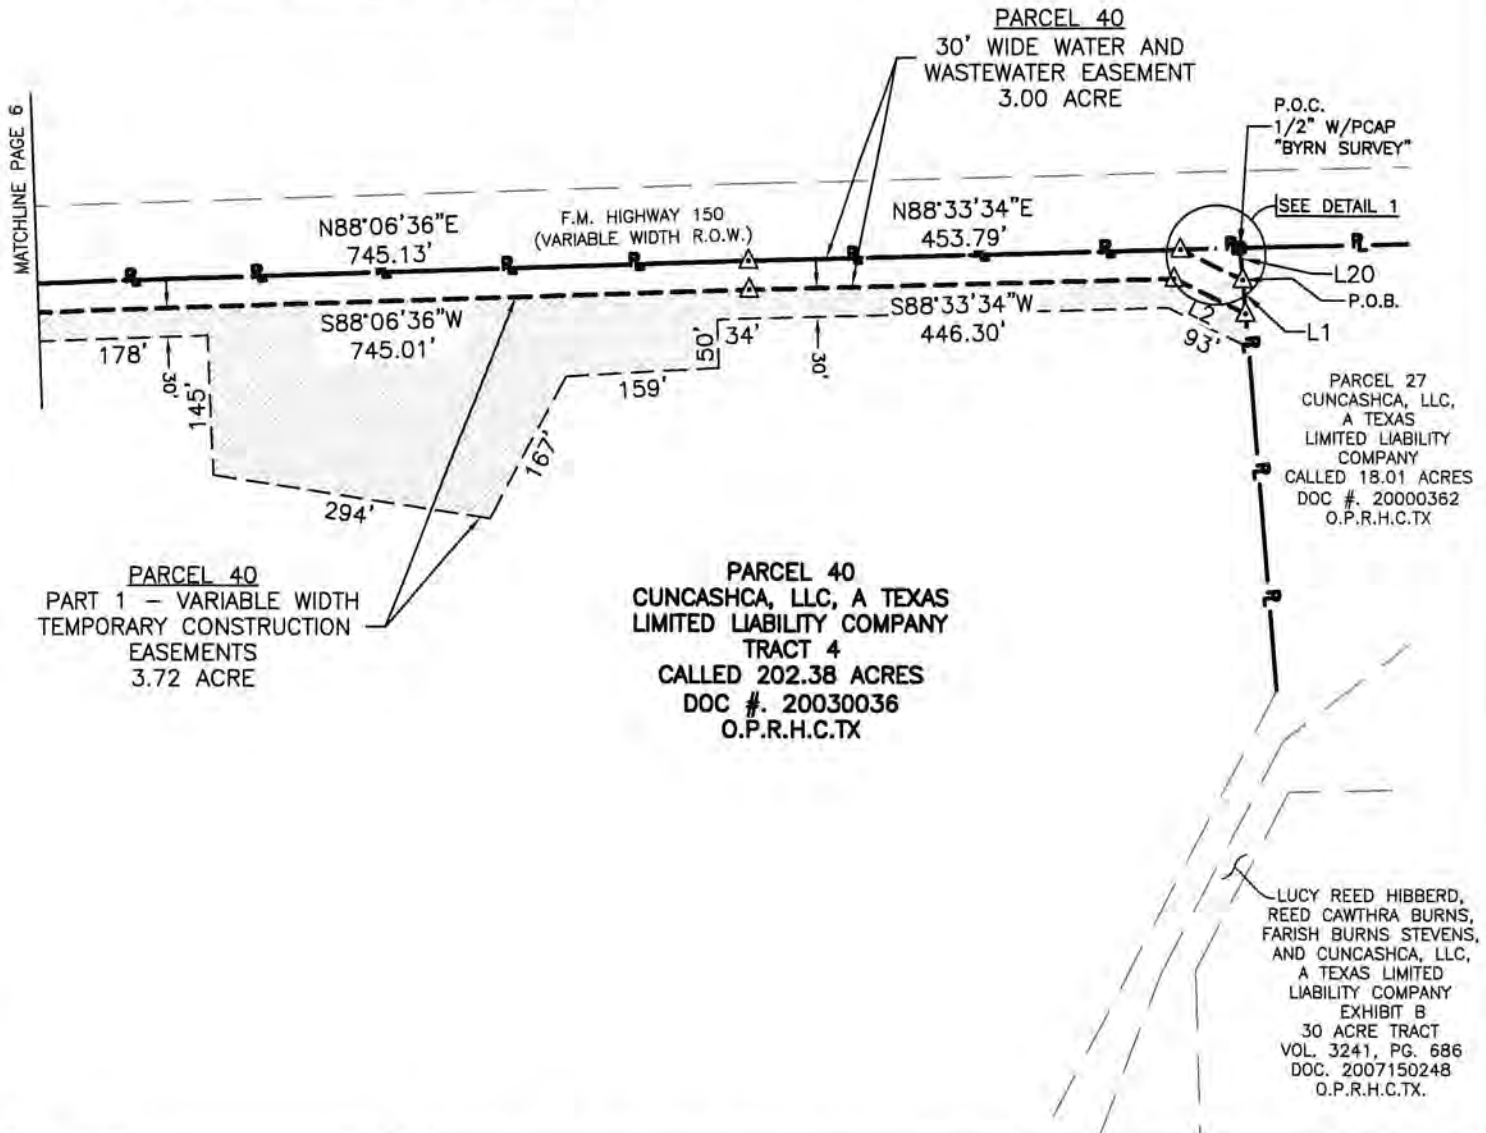 PARCEL 40
30' WIDE WATER AND
WASTEWATER EASEMENT
3.00 ACRE
P.O.C.
1/2" W/PCAP
"BYRN SURVEY"
MATCHLINE PAGE 6
SEE DETAIL 1
N88°06'36"E
745.13'
F.M. HIGHWAY 150
(VARIABLE WIDTH R.O.W.)
N88°33'34"E
453.79'
L20
P.O.B.
L1
L2
93'
S88°06'36"W
745.01'
S88°33'34"W
446.30'
178'
30'
145'
294'
167'
159'
50'
34'
30'
PARCEL 27
CUNCASHCA, LLC,
A TEXAS
LIMITED LIABILITY
COMPANY
CALLED 18.01 ACRES
DOC #. 20000362
O.P.R.H.C.TX
PARCEL 40
PART 1 - VARIABLE WIDTH
TEMPORARY CONSTRUCTION
EASEMENTS
3.72 ACRE
PARCEL 40
CUNCASHCA, LLC, A TEXAS
LIMITED LIABILITY COMPANY
TRACT 4
CALLED 202.38 ACRES
DOC #. 20030036
O.P.R.H.C.TX
LUCY REED HIBBERD,
REED CAWTHRA BURNS,
FARISH BURNS STEVENS,
AND CUNCASHCA, LLC,
A TEXAS LIMITED
LIABILITY COMPANY
EXHIBIT B
30 ACRE TRACT
VOL. 3241, PG. 686
DOC. 2007150248
O.P.R.H.C.TX.